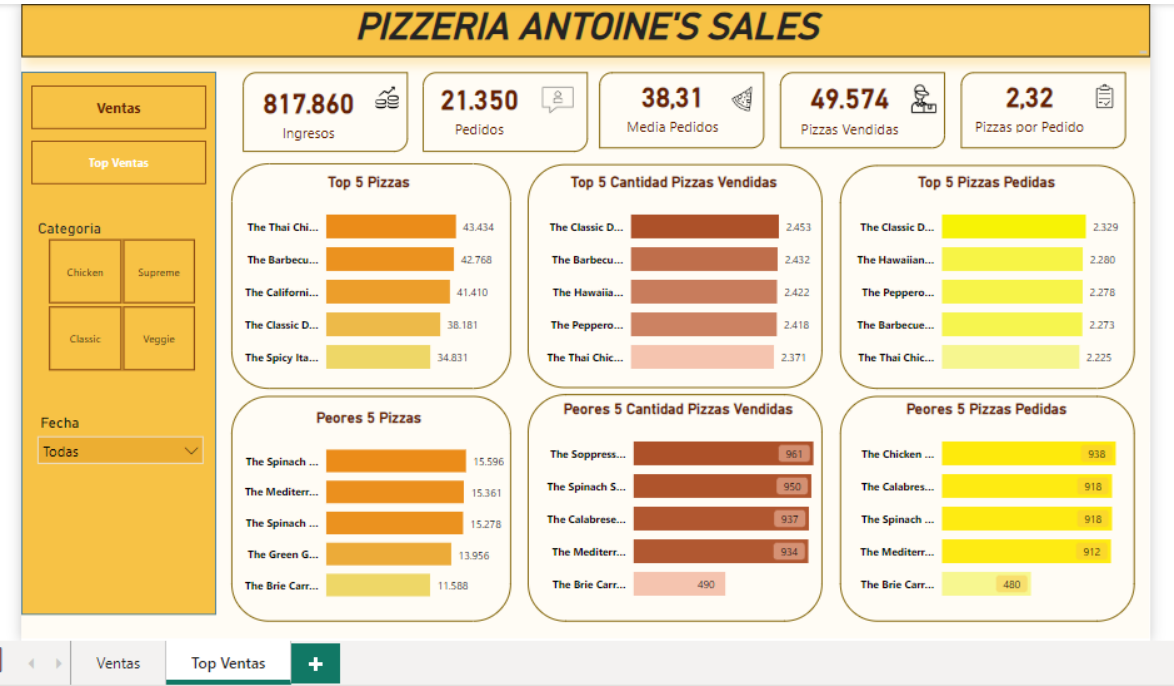 PIZZERIA ANTOINE'S SALES
Ventas
Top Ventas
Categoria
Chicken
Supreme
Classic
Veggie
Fecha
Todas
817.860
Ingresos
21.350
Pedidos
38,31
Media Pedidos
49.574
Pizzas Vendidas
2,32
Pizzas por Pedido
Top 5 Pizzas
The Thai Chi... 43.434
The Barbecu... 42.768
The Californi... 41.410
The Classic D... 38.181
The Spicy Ita... 34.831
Top 5 Cantidad Pizzas Vendidas
The Classic D... 2.453
The Barbecu... 2.432
The Hawaiia... 2.422
The Peppero... 2.418
The Thai Chic... 2.371
Top 5 Pizzas Pedidas
The Classic D... 2.329
The Hawaiian... 2.280
The Peppero... 2.278
The Barbecue... 2.273
The Thai Chic... 2.225
Peores 5 Pizzas
The Spinach ... 15.596
The Mediterr... 15.361
The Spinach ... 15.278
The Green G... 13.956
The Brie Carr... 11.588
Peores 5 Cantidad Pizzas Vendidas
The Soppress... 961
The Spinach S... 950
The Calabrese... 937
The Mediterr... 934
The Brie Carr... 490
Peores 5 Pizzas Pedidas
The Chicken ... 938
The Calabres... 918
The Spinach ... 918
The Mediterr... 912
The Brie Carr... 480
Ventas
Top Ventas
+